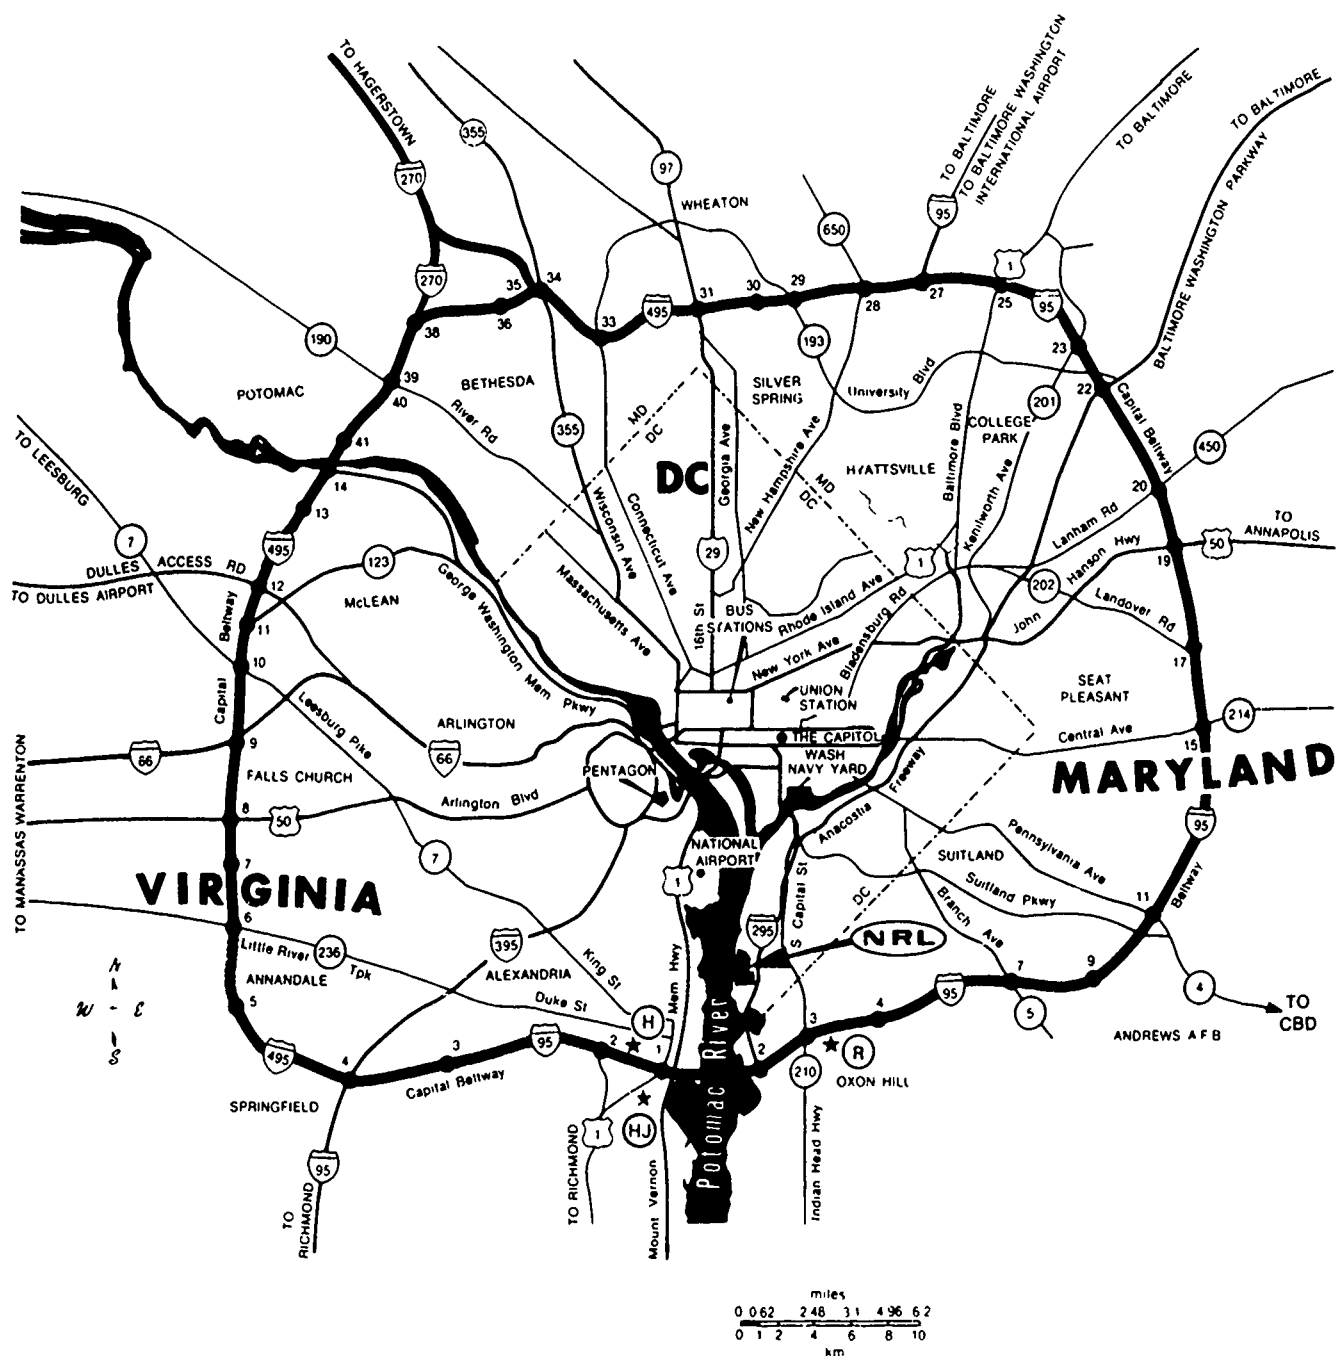 TO HAGERSTOWN
355
97
270
WHEATON
650
TO BALTIMORE
TO BALTIMORE WASHINGTON
INTERNATIONAL AIRPORT
95
TO BALTIMORE
TO BALTIMORE
BALTIMORE WASHINGTON PARKWAY
1
270
35
34
36
38
33
495
31
30
29
28
27
25
95
23
22
190
193
39
40
POTOMAC
BETHESDA
River Rd
355
MD
DC
DC
SILVER
SPRING
University Blvd
201
COLLEGE
PARK
Baltimore Blvd
Capital Beltway
450
HYATTSVILLE
MD
DC
Georgia Ave
New Hampshire Ave
Kenilworth Ave
Lanham Rd
20
TO LEESBURG
41
14
13
7
495
Wisconsin Ave
Connecticut Ave
29
1
TO
ANNAPOLIS
50
19
Hanson Hwy
John
202
Landover Rd
17
DULLES ACCESS RD
TO DULLES AIRPORT
12
123
McLEAN
George Washington Mem Pkwy
Massachusetts Ave
16th St
BUS
STATIONS
Rhode Island Ave
Bladensburg Rd
New York Ave
11
10
Capital Beltway
Leesburg Pike
UNION
STATION
SEAT
PLEASANT
214
Central Ave
15
ARLINGTON
66
66
9
THE CAPITOL
WASH
NAVY YARD
MARYLAND
FALLS CHURCH
PENTAGON
Arlington Blvd
8
50
Anacostia Freeway
95
TO MANASSAS WARRENTON
7
7
NATIONAL
AIRPORT
1
SUITLAND
Pennsylvania Ave
Suitland Pkwy
11
Beltway
VIRGINIA
6
Little River Tpk
236
395
King St
Mem Hwy
295
S Capital St
DC
NRL
Branch Ave
N
W - E
S
ANNANDALE
5
ALEXANDRIA
Duke St
H
7
9
95
4
5
4
TO
CBD
ANDREWS A F B
495
4
3
95
2
1
2
3
210
R
OXON HILL
Capital Beltway
SPRINGFIELD
HJ
1
Potomac River
95
TO
RICHMOND
TO RICHMOND
Mount Vernon
Indian Head Hwy
miles
0 0.62 2.48 3.1 4.96 6.2
0 1 2 4 6 8 10
km